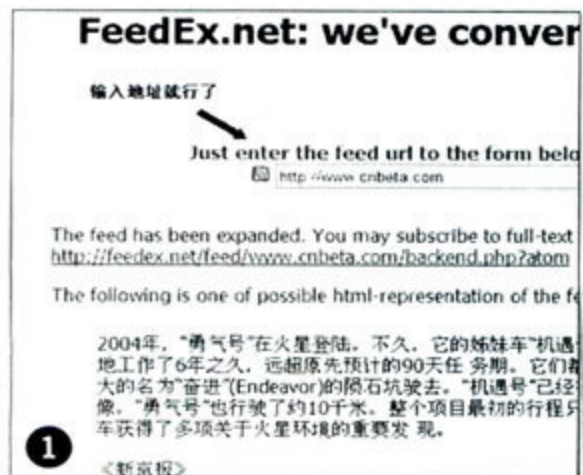 FeedEx.net: we've conver
输入地址就行了
Just enter the feed url to the form belo
http://www.cnbeta.com
The feed has been expanded. You may subscribe to full-text
http://feedex.net/feed/www.cnbeta.com/backend.php?atom
The following is one of possible html-representation of the fe
2004年，“勇气号”在火星登陆。不久，它的姊妹车“机遇
地工作了6年之久，远超原先预计的90天任 务期。它们
大的名为“奋进”(Endeavor)的陨石坑驶去。“机遇号”已经
像。“勇气号”也行驶了约10千米。整个项目最初的行程只
车获得了多项关于火星环境的重要发 现。
1
《新京报》